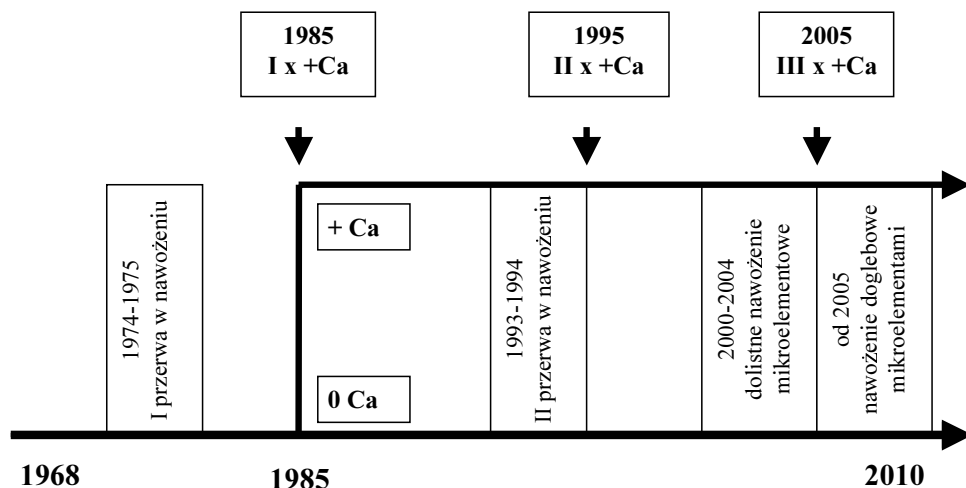 1985
I x +Ca
1995
II x +Ca
2005
III x +Ca
1974-1975
I przerwa w nawożeniu
+ Ca
0 Ca
1993-1994
II przerwa w nawożeniu
2000-2004
dolistne nawożenie
mikroelementowe
od 2005
nawożenie doglebowe
mikroelementami
1968
1985
2010